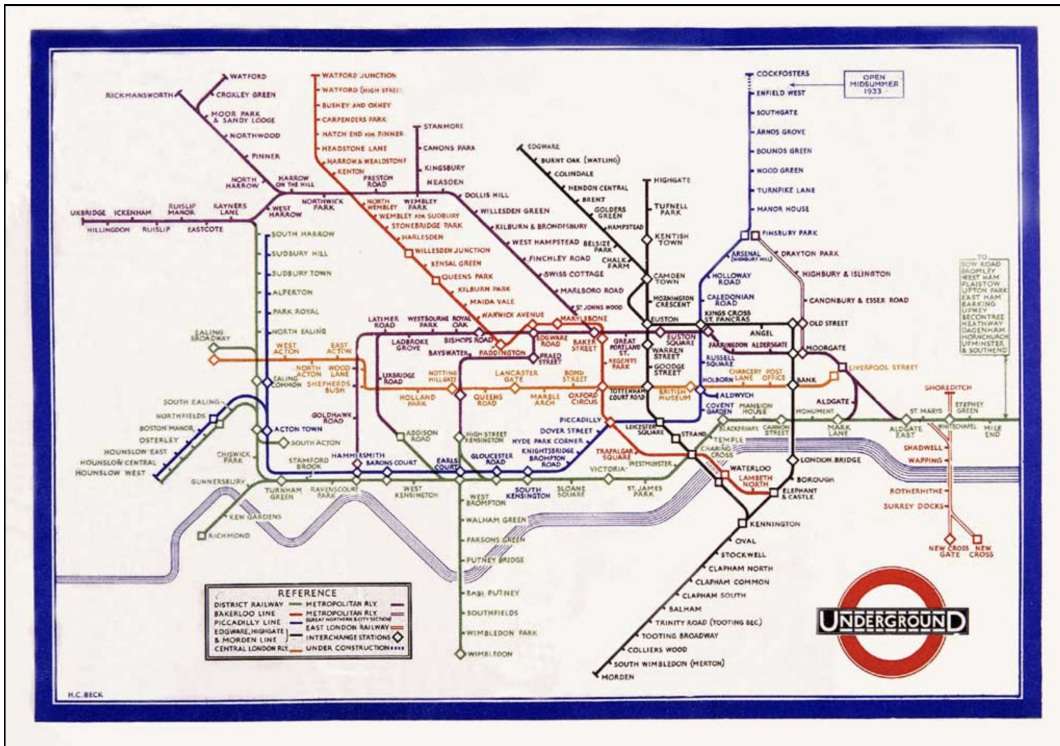 WATFORD
CROXLEY GREEN
RICKMANSWORTH
MOOR PARK
& SANDY LODGE
NORTHWOOD
PINNER
NORTH
HARROW
HARROW
ON THE HILL
WEST
HARROW
UXBRIDGE
ICKENHAM
RUISLIP
MANOR
RAYNERS
LANE
HILLINGDON
RUISLIP
EASTCOTE
NORTHWICK
PARK
PRESTON
ROAD
WEMBLEY
PARK
STANMORE
CANONS PARK
KINGSBURY
NEASDEN
DOLLIS HILL
WILLESDEN GREEN
KILBURN & BRONDESBURY
WEST HAMPSTEAD
FINCHLEY ROAD
SWISS COTTAGE
MARLBORO ROAD
ST JOHNS WOOD
WATFORD JUNCTION
WATFORD (HIGH STREET
BUSHEY AND OXHEY
CARPENDERS PARK
HATCH END FOR PINNER
HEADSTONE LANE
HARROW & WEALDSTONE
KENTON
NORTH
WEMBLEY
WEMBLEY FOR SUDBURY
STONEBRIDGE PARK
HARLESDEN
WILLESDEN JUNCTION
KENSAL GREEN
QUEENS PARK
KILBURN PARK
MAIDA VALE
WARWICK AVENUE
PADDINGTON
EDGWARE
ROAD
MARYLEBONE
BAKER
STREET
REGENTS
PARK
OXFORD
CIRCUS
PICCADILLY
TRAFALGAR
SQUARE
STRAND
CHARING
CROSS
WATERLOO
LAMBETH
NORTH
ELEPHANT
& CASTLE
EDGWARE
BURNT OAK (WATLING)
COLINDALE
HENDON CENTRAL
BRENT
GOLDERS
GREEN
HAMPSTEAD
BELSIZE
PARK
CHALK
FARM
HIGHGATE
TUFNELL
PARK
KENTISH
TOWN
CAMDEN
TOWN
MORNINGTON
CRESCENT
EUSTON
KINGS CROSS
ST. PANCRAS
ANGEL
OLD STREET
MOORGATE
BANK
LONDON BRIDGE
BOROUGH
WARREN
STREET
GOODGE
STREET
TOTTENHAM
COURT ROAD
LEICESTER
SQUARE
KENNINGTON
OVAL
STOCKWELL
CLAPHAM NORTH
CLAPHAM COMMON
CLAPHAM SOUTH
BALHAM
TRINITY ROAD (TOOTING BEC)
TOOTING BROADWAY
COLLIERS WOOD
SOUTH WIMBLEDON (MERTON)
MORDEN
COCKFOSTERS
OPEN
MIDSUMMER
1933
ENFIELD WEST
SOUTHGATE
ARNOS GROVE
BOUNDS GREEN
WOOD GREEN
TURNPIKE LANE
MANOR HOUSE
FINSBURY PARK
ARSENAL
(HIGHBURY HILL)
HOLLOWAY
ROAD
CALEDONIAN
ROAD
DRAYTON PARK
HIGHBURY & ISLINGTON
CANONBURY & ESSEX ROAD
RUSSELL
SQUARE
HOLBORN
ALDWYCH
COVENT
GARDEN
DOVER STREET
HYDE PARK CORNER
KNIGHTSBRIDGE
BROMPTON
ROAD
SOUTH
KENSINGTON
GLOUCESTER
ROAD
EARLS
COURT
BARONS COURT
HAMMERSMITH
SOUTH HARROW
SUDBURY HILL
SUDBURY TOWN
ALPERTON
PARK ROYAL
NORTH EALING
EALING
COMMON
EALING
BROADWAY
ACTON TOWN
SOUTH ACTON
SOUTH EALING
NORTHFIELDS
BOSTON MANOR
OSTERLEY
HOUNSLOW EAST
HOUNSLOW CENTRAL
HOUNSLOW WEST
CHISWICK
PARK
GUNNERSBURY
KEW GARDENS
RICHMOND
TURNHAM
GREEN
STAMFORD
BROOK
RAVENSCOURT
PARK
WEST
KENSINGTON
WEST
ACTON
EAST
ACTON
NORTH
ACTON
WOOD
LANE
SHEPHERDS
BUSH
GOLDHAWK
ROAD
LATIMER
ROAD
LADBROKE
GROVE
WESTBOURNE
PARK
ROYAL
OAK
BISHOPS ROAD
BAYSWATER
PRAED
STREET
UXBRIDGE
ROAD
HOLLAND
PARK
NOTTING
HILL GATE
QUEENS
ROAD
LANCASTER
GATE
MARBLE
ARCH
BOND
STREET
BRITISH
MUSEUM
CHANCERY
LANE
POST
OFFICE
LIVERPOOL STREET
ADDISON
ROAD
HIGH STREET
KENSINGTON
GREAT
PORTLAND
ST.
EUSTON
SQUARE
FARRINGDON
ALDERSGATE
ALDGATE
SLOANE
SQUARE
VICTORIA
ST. JAMES
PARK
WESTMINSTER
TEMPLE
BLACKFRIARS
MANSION
HOUSE
CANNON
STREET
MONUMENT
MARK
LANE
ALDGATE
EAST
ST MARYS
STEPNEY
GREEN
WHITECHAPEL
MILE
END
TO
BOW ROAD
BROMLEY
WEST HAM
PLAISTOW
UPTON PARK
EAST HAM
BARKING
UPNEY
BECONTREE
HEATHWAY
DAGENHAM
HORNCHURCH
UPMINSTER
& SOUTHEND
SHOREDITCH
SHADWELL
WAPPING
ROTHERHITHE
SURREY DOCKS
NEW CROSS
GATE
NEW
CROSS
WEST
BROMPTON
WALHAM GREEN
PARSONS GREEN
PUTNEY BRIDGE
EAST PUTNEY
SOUTHFIELDS
WIMBLEDON PARK
WIMBLEDON
REFERENCE
DISTRICT RAILWAY
BAKERLOO LINE
PICCADILLY LINE
EDGWARE, HIGHGATE
& MORDEN LINE
CENTRAL LONDON RLY.
METROPOLITAN RLY.
METROPOLITAN RLY.
(GREAT NORTHERN & CITY SECTION)
EAST LONDON RAILWAY
INTERCHANGE STATIONS
UNDER CONSTRUCTION
UNDERGROUND
H.C. BECK